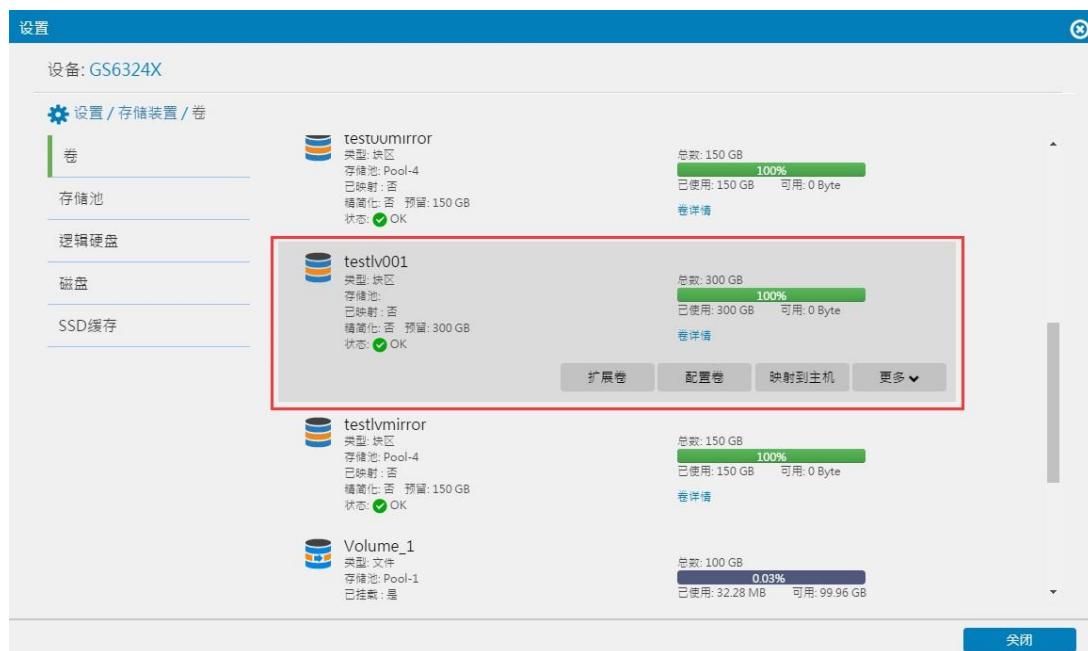 设置
设备: GS6324X
设置 / 存储装置 / 卷
卷
存储池
逻辑硬盘
磁盘
SSD缓存
test00mirror
类型: 块区
存储池: Pool-4
已映射 : 否
精简化: 否 预留: 150 GB
状态: OK
总数: 150 GB
100%
已使用: 150 GB 可用: 0 Byte
卷详情
testlv001
类型: 块区
存储池:
已映射 : 否
精简化: 否 预留: 300 GB
状态: OK
总数: 300 GB
100%
已使用: 300 GB 可用: 0 Byte
卷详情
扩展卷 配置卷 映射到主机 更多
testlvmirror
类型: 块区
存储池: Pool-4
已映射 : 否
精简化: 否 预留: 150 GB
状态: OK
总数: 150 GB
100%
已使用: 150 GB 可用: 0 Byte
卷详情
Volume_1
类型: 文件
存储池: Pool-1
已挂载 : 是
总数: 100 GB
0.03%
已使用: 32.28 MB 可用: 99.96 GB
关闭